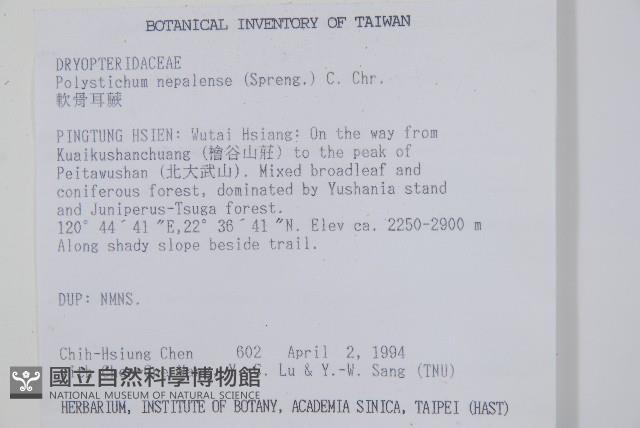 BOTANICAL INVENTORY OF TAIWAN
DRYOPTERIDACEAE
Polystichum nepalense (Spreng.) C. Chr.
軟骨耳蕨
PINGTUNG HSIEN: Wutai Hsiang: On the way from
Kuaikushanchuang (檜谷山莊) to the peak of
Peitawushan (北大武山). Mixed broadleaf and
coniferous forest, dominated by Yushania stand
and Juniperus-Tsuga forest.
120° 44´41 ″E,22° 36´41 ″N. Elev ca. 2250-2900 m
Along shady slope beside trail.
DUP: NMNS.
Chih-Hsiung Chen 602 April 2, 1994
Lu & Y.-W. Sang (TNU)
國立自然科學博物館
NATIONAL MUSEUM OF NATURAL SCIENCE
HERBARIUM, INSTITUTE OF BOTANY, ACADEMIA SINICA, TAIPEI (HAST)